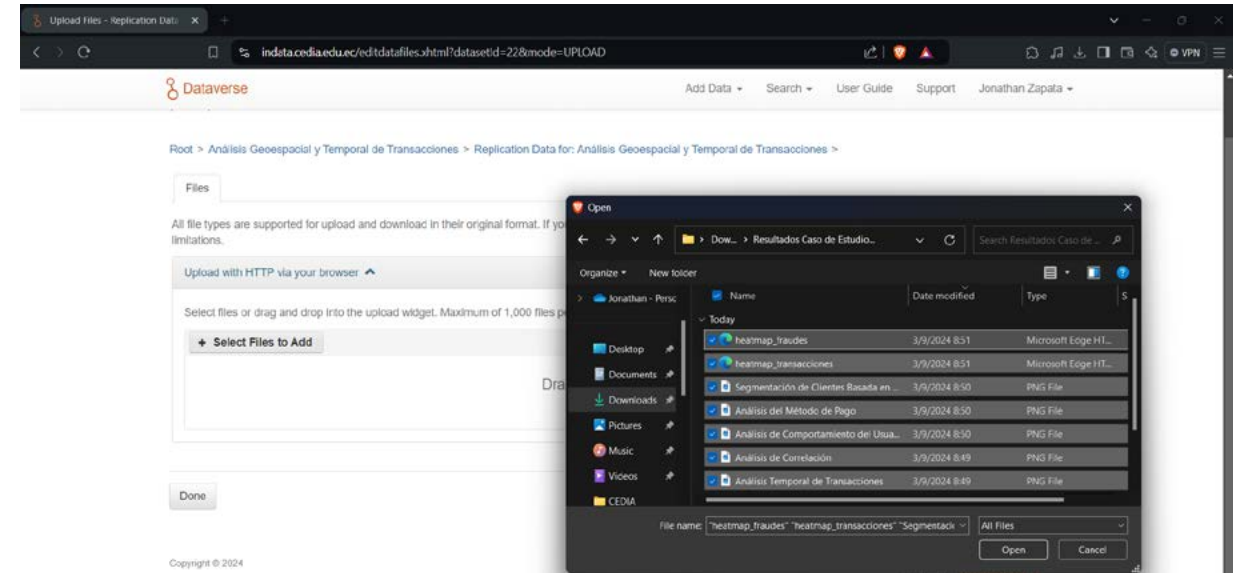 Upload Files - Replication Data
indata.cedia.edu.ec/editdatafiles.xhtml?datasetId=22&mode=UPLOAD
VPN
Dataverse
Add Data Search User Guide Support Jonathan Zapata
Root > Análisis Geoespacial y Temporal de Transacciones > Replication Data for: Análisis Geoespacial y Temporal de Transacciones >
Files
All file types are supported for upload and download in their original format. If yo
limitations.
Upload with HTTP via your browser
Select files or drag and drop into the upload widget. Maximum of 1,000 files p
+ Select Files to Add
Dra
Done
Copyright © 2024
Open
Dow... > Resultados Caso de Estudio...
Search Resultados Caso de ...
Organize New folder
Jonathan - Persc
Desktop
Documents
Downloads
Pictures
Music
Videos
CEDIA
Name Date modified Type S
Today
heatmap_fraudes 3/9/2024 8:51 Microsoft Edge HT...
heatmap_transacciones 3/9/2024 8:51 Microsoft Edge HT...
Segmentación de Clientes Basada en ... 3/9/2024 8:50 PNG File
Análisis del Método de Pago 3/9/2024 8:50 PNG File
Análisis de Comportamiento del Usua... 3/9/2024 8:50 PNG File
Análisis de Correlación 3/9/2024 8:49 PNG File
Análisis Temporal de Transacciones 3/9/2024 8:49 PNG File
File name: "heatmap_fraudes" "heatmap_transacciones" "Segmentació All Files
Open Cancel